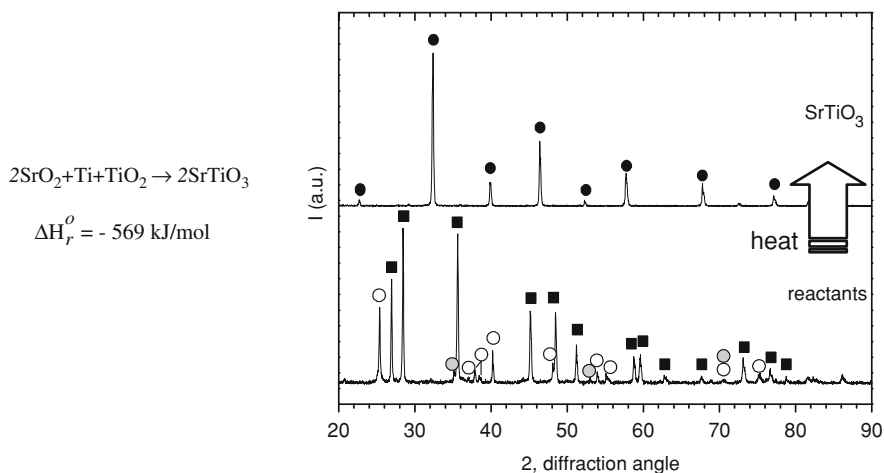 2SrO₂+Ti+TiO₂→2SrTiO₃
ΔHᵣᵒ = - 569 kJ/mol
I (a.u.)
SrTiO₃
heat
reactants
20 30 40 50 60 70 80 90
2, diffraction angle